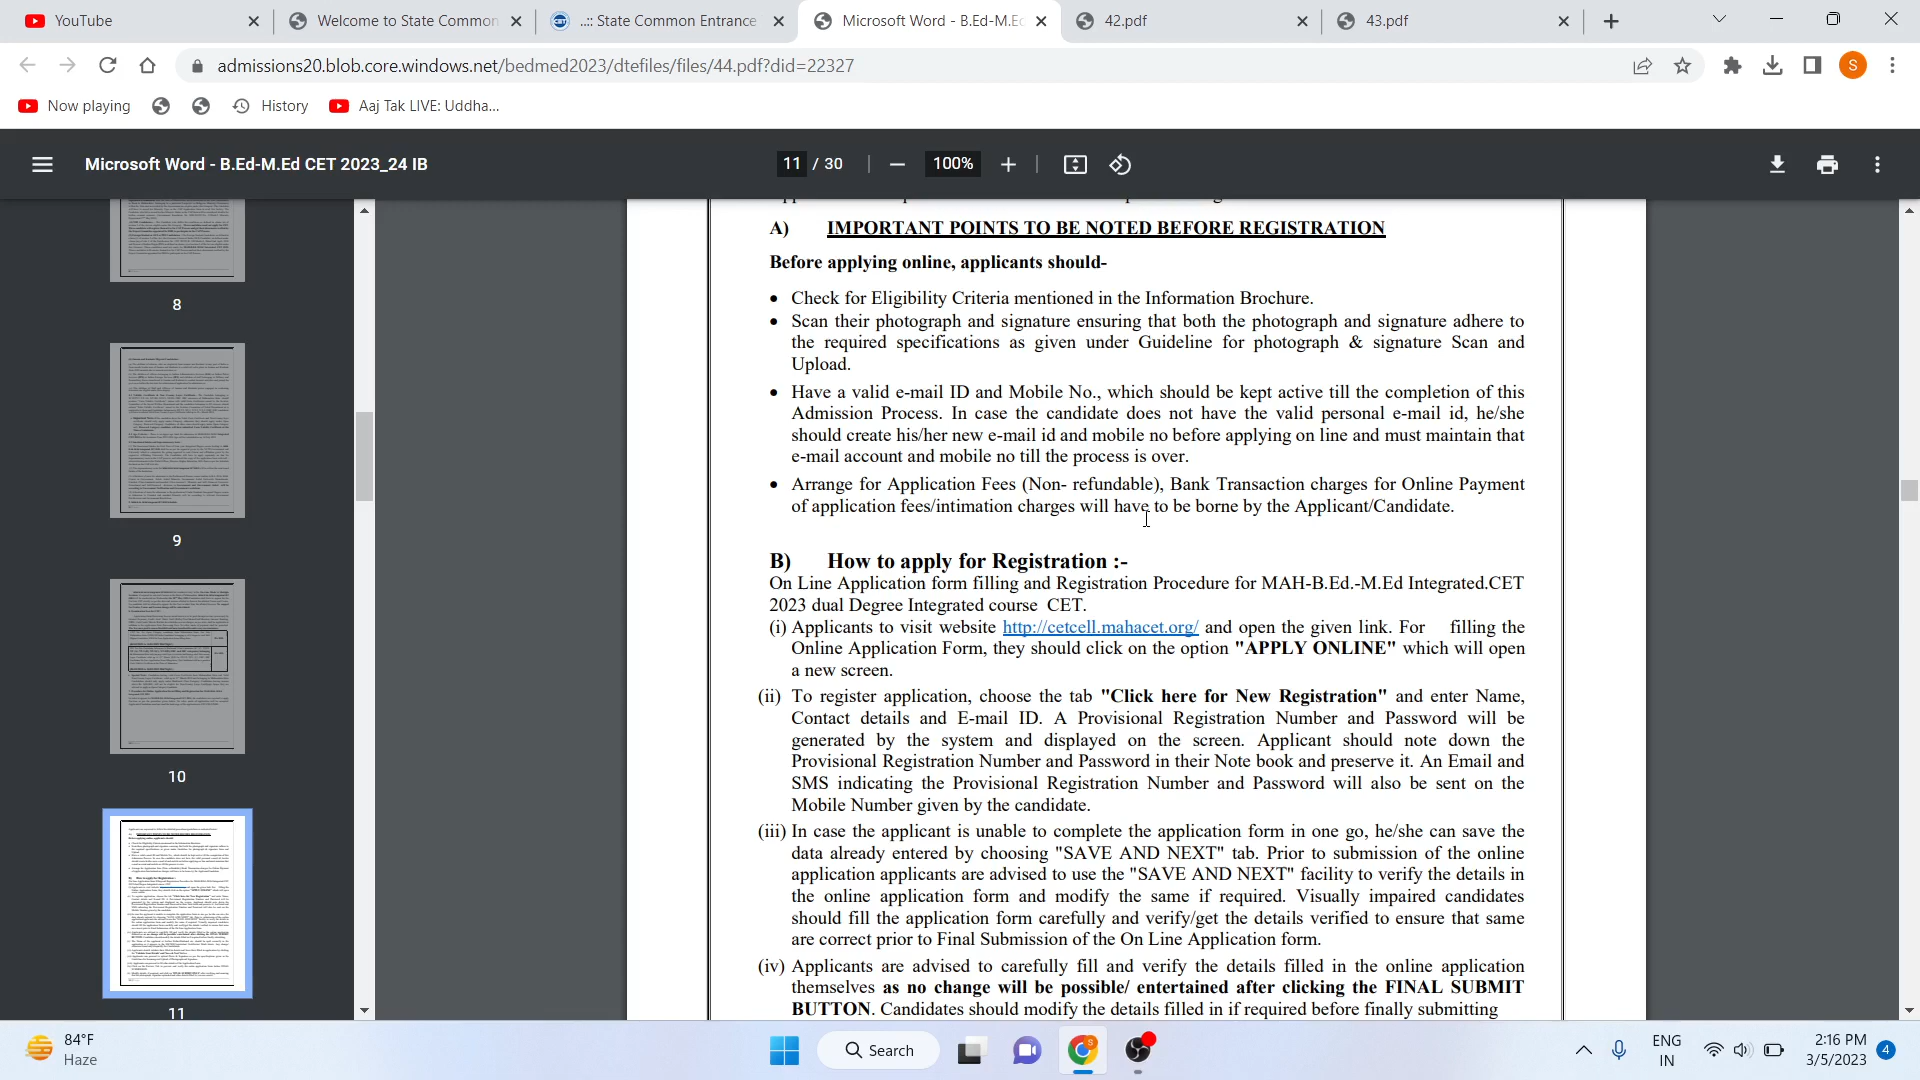 YouTube
Welcome to State Common
..:: State Common Entrance
Microsoft Word - B.Ed-M.Ec
42.pdf
43.pdf
admissions20.blob.core.windows.net/bedmed2023/dtefiles/files/44.pdf?did=22327
S
Now playing
History
Aaj Tak LIVE: Uddha...
Microsoft Word - B.Ed-M.Ed CET 2023_24 IB
11 / 30
100%
8
9
10
11
A) IMPORTANT POINTS TO BE NOTED BEFORE REGISTRATION
Before applying online, applicants should-
• Check for Eligibility Criteria mentioned in the Information Brochure.
• Scan their photograph and signature ensuring that both the photograph and signature adhere to
the required specifications as given under Guideline for photograph & signature Scan and
Upload.
• Have a valid e-mail ID and Mobile No., which should be kept active till the completion of this
Admission Process. In case the candidate does not have the valid personal e-mail id, he/she
should create his/her new e-mail id and mobile no before applying on line and must maintain that
e-mail account and mobile no till the process is over.
• Arrange for Application Fees (Non- refundable), Bank Transaction charges for Online Payment
of application fees/intimation charges will have to be borne by the Applicant/Candidate.
B) How to apply for Registration :-
On Line Application form filling and Registration Procedure for MAH-B.Ed.-M.Ed Integrated.CET
2023 dual Degree Integrated course CET.
(i) Applicants to visit website http://cetcell.mahacet.org/ and open the given link. For filling the
Online Application Form, they should click on the option "APPLY ONLINE" which will open
a new screen.
(ii) To register application, choose the tab "Click here for New Registration" and enter Name,
Contact details and E-mail ID. A Provisional Registration Number and Password will be
generated by the system and displayed on the screen. Applicant should note down the
Provisional Registration Number and Password in their Note book and preserve it. An Email and
SMS indicating the Provisional Registration Number and Password will also be sent on the
Mobile Number given by the candidate.
(iii) In case the applicant is unable to complete the application form in one go, he/she can save the
data already entered by choosing "SAVE AND NEXT" tab. Prior to submission of the online
application applicants are advised to use the "SAVE AND NEXT" facility to verify the details in
the online application form and modify the same if required. Visually impaired candidates
should fill the application form carefully and verify/get the details verified to ensure that same
are correct prior to Final Submission of the On Line Application form.
(iv) Applicants are advised to carefully fill and verify the details filled in the online application
themselves as no change will be possible/ entertained after clicking the FINAL SUBMIT
BUTTON. Candidates should modify the details filled in if required before finally submitting
84°F
Haze
Search
S
ENG
IN
2:16 PM
3/5/2023
4